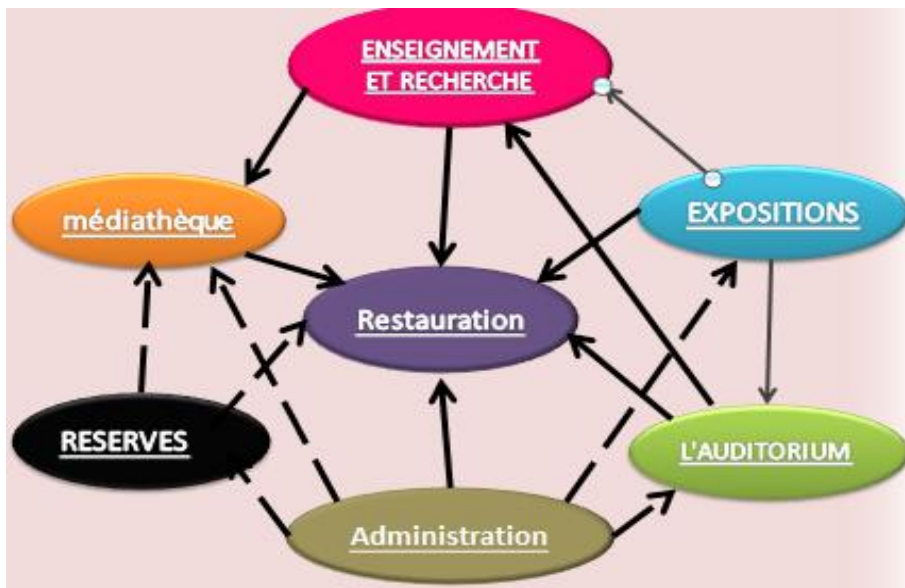 ENSEIGNEMENT
ET RECHERCHE
médiathèque
EXPOSITIONS
Restauration
RESERVES
L'AUDITORIUM
Administration